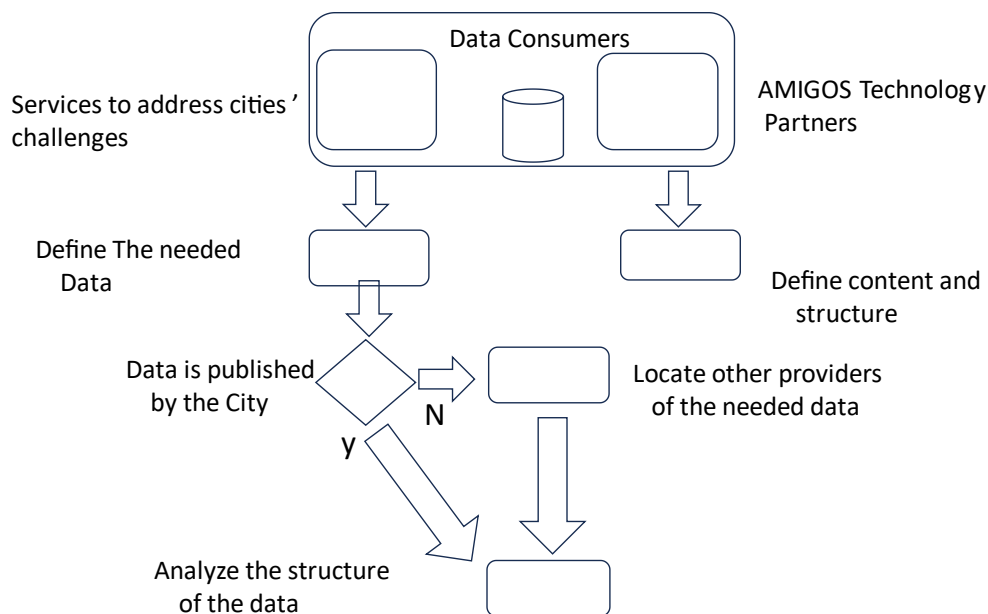 Data Consumers
Services to address cities’
challenges
AMIGOS Technology
Partners
Define The needed
Data
Define content and
structure
Data is published
by the City
N
y
Locate other providers
of the needed data
Analyze the structure
of the data